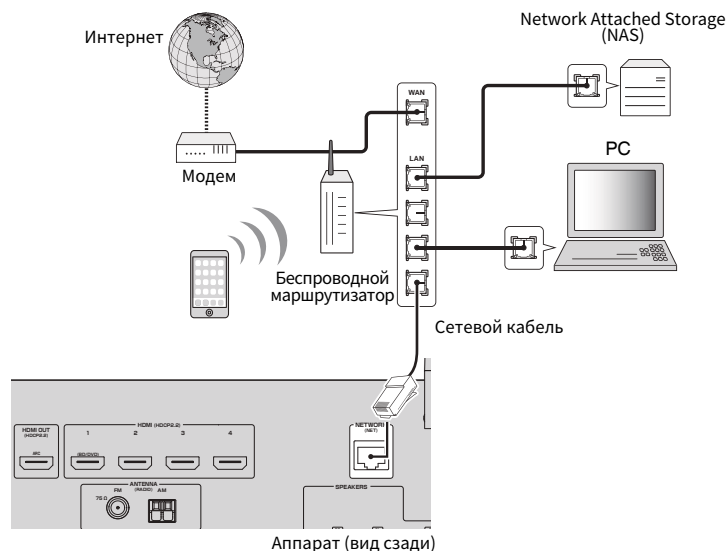 Network Attached Storage
(NAS)
Интернет
WAN
LAN
PC
Модем
Беспроводной
маршрутизатор
Сетевой кабель
HDMI OUT
(HDCP2.2)
ARC
HDMI (HDCP2.2)
1 2 3 4
(BD/DVD)
NETWORK
(NET)
ANTENNA
(RADIO)
FM AM
75 Ω
SPEAKERS
Аппарат (вид сзади)